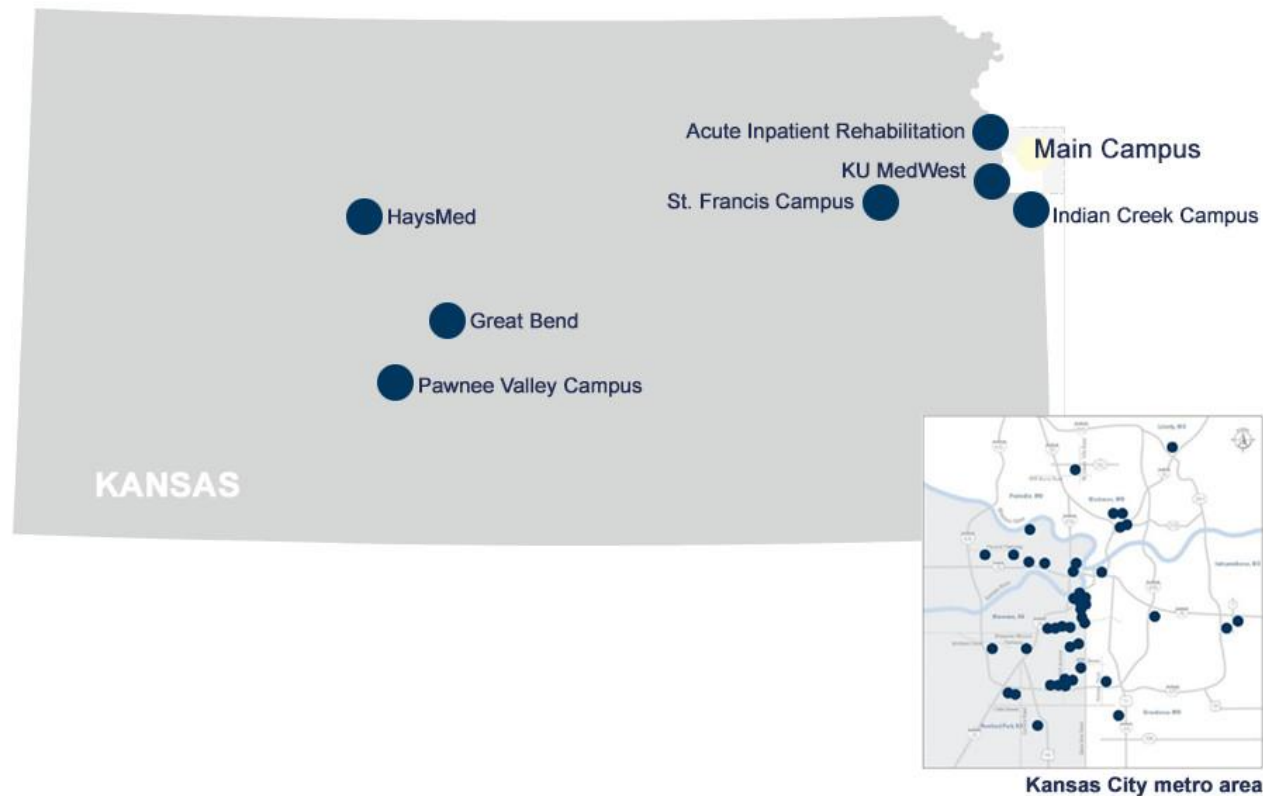 Acute Inpatient Rehabilitation
Main Campus
KU MedWest
St. Francis Campus
Indian Creek Campus
HaysMed
Great Bend
Pawnee Valley Campus
KANSAS
Kansas City metro area